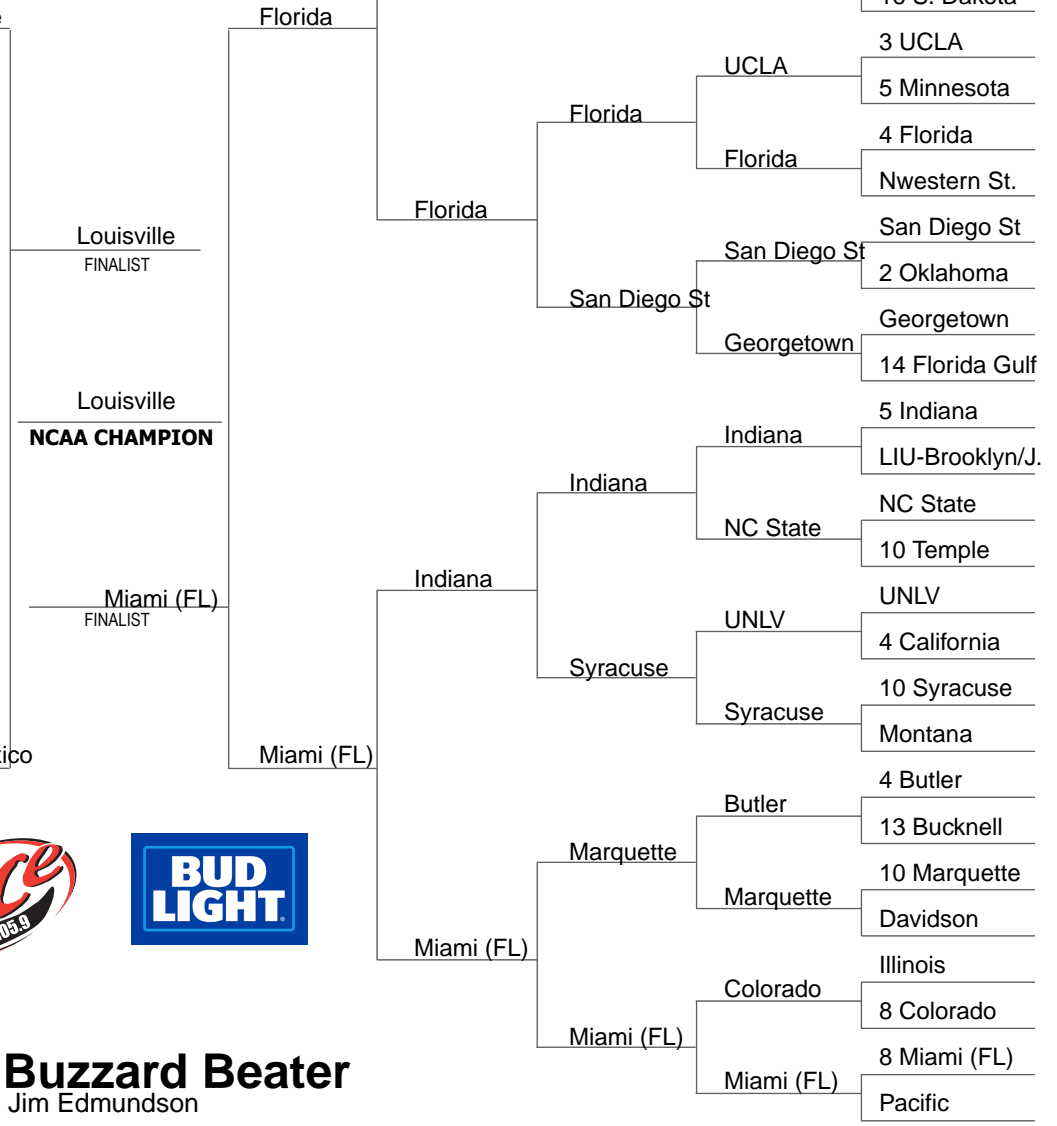 Florida
3 UCLA
UCLA
5 Minnesota
Florida
4 Florida
Florida
Nwestern St.
Florida
San Diego St
Louisville
San Diego St
FINALIST
2 Oklahoma
San Diego St
Georgetown
Georgetown
14 Florida Gulf
Louisville
5 Indiana
NCAA CHAMPION
Indiana
LIU-Brooklyn/J.
Indiana
NC State
NC State
10 Temple
Indiana
UNLV
Miami (FL)
FINALIST
UNLV
4 California
Syracuse
10 Syracuse
Syracuse
Montana
ico
Miami (FL)
4 Butler
Butler
13 Bucknell
Marquette
10 Marquette
BUD
LIGHT
Marquette
Davidson
105.9
Miami (FL)
Illinois
Colorado
8 Colorado
Miami (FL)
8 Miami (FL)
Buzzard Beater
Miami (FL)
Pacific
Jim Edmundson